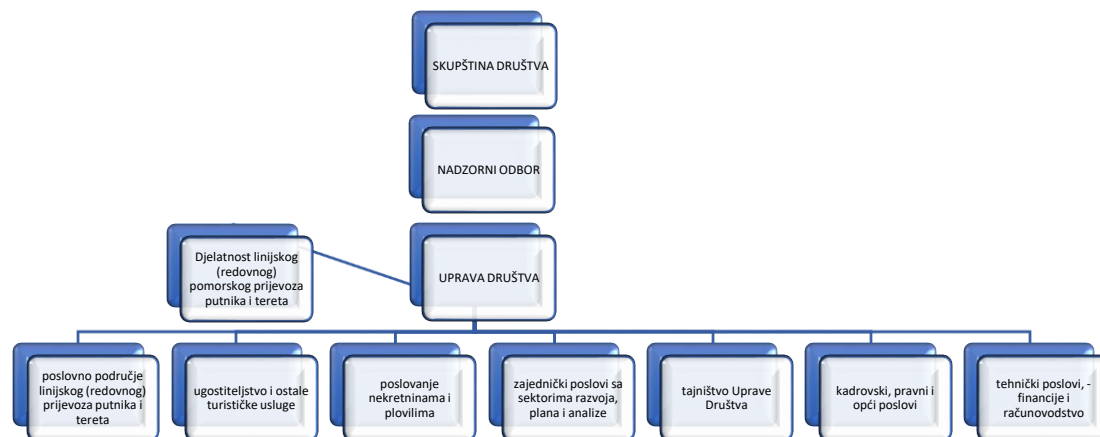 SKUPŠTINA DRUŠTVA
NADZORNI ODBOR
Djelatnost linijskog
(redovnog)
pomorskog prijevoza
putnika i tereta
UPRAVA DRUŠTVA
poslovno područje
linijskog (redovnog)
prijevoza putnika i
tereta
ugostiteljstvo i ostale
turističke usluge
poslovanje
nekretninama i
plovilima
zajednički poslovi sa
sektorima razvoja,
plana i analize
tajništvo Uprave
Društva
kadrovski, pravni i
opći poslovi
tehnički poslovi, -
financije i
računovodstvo